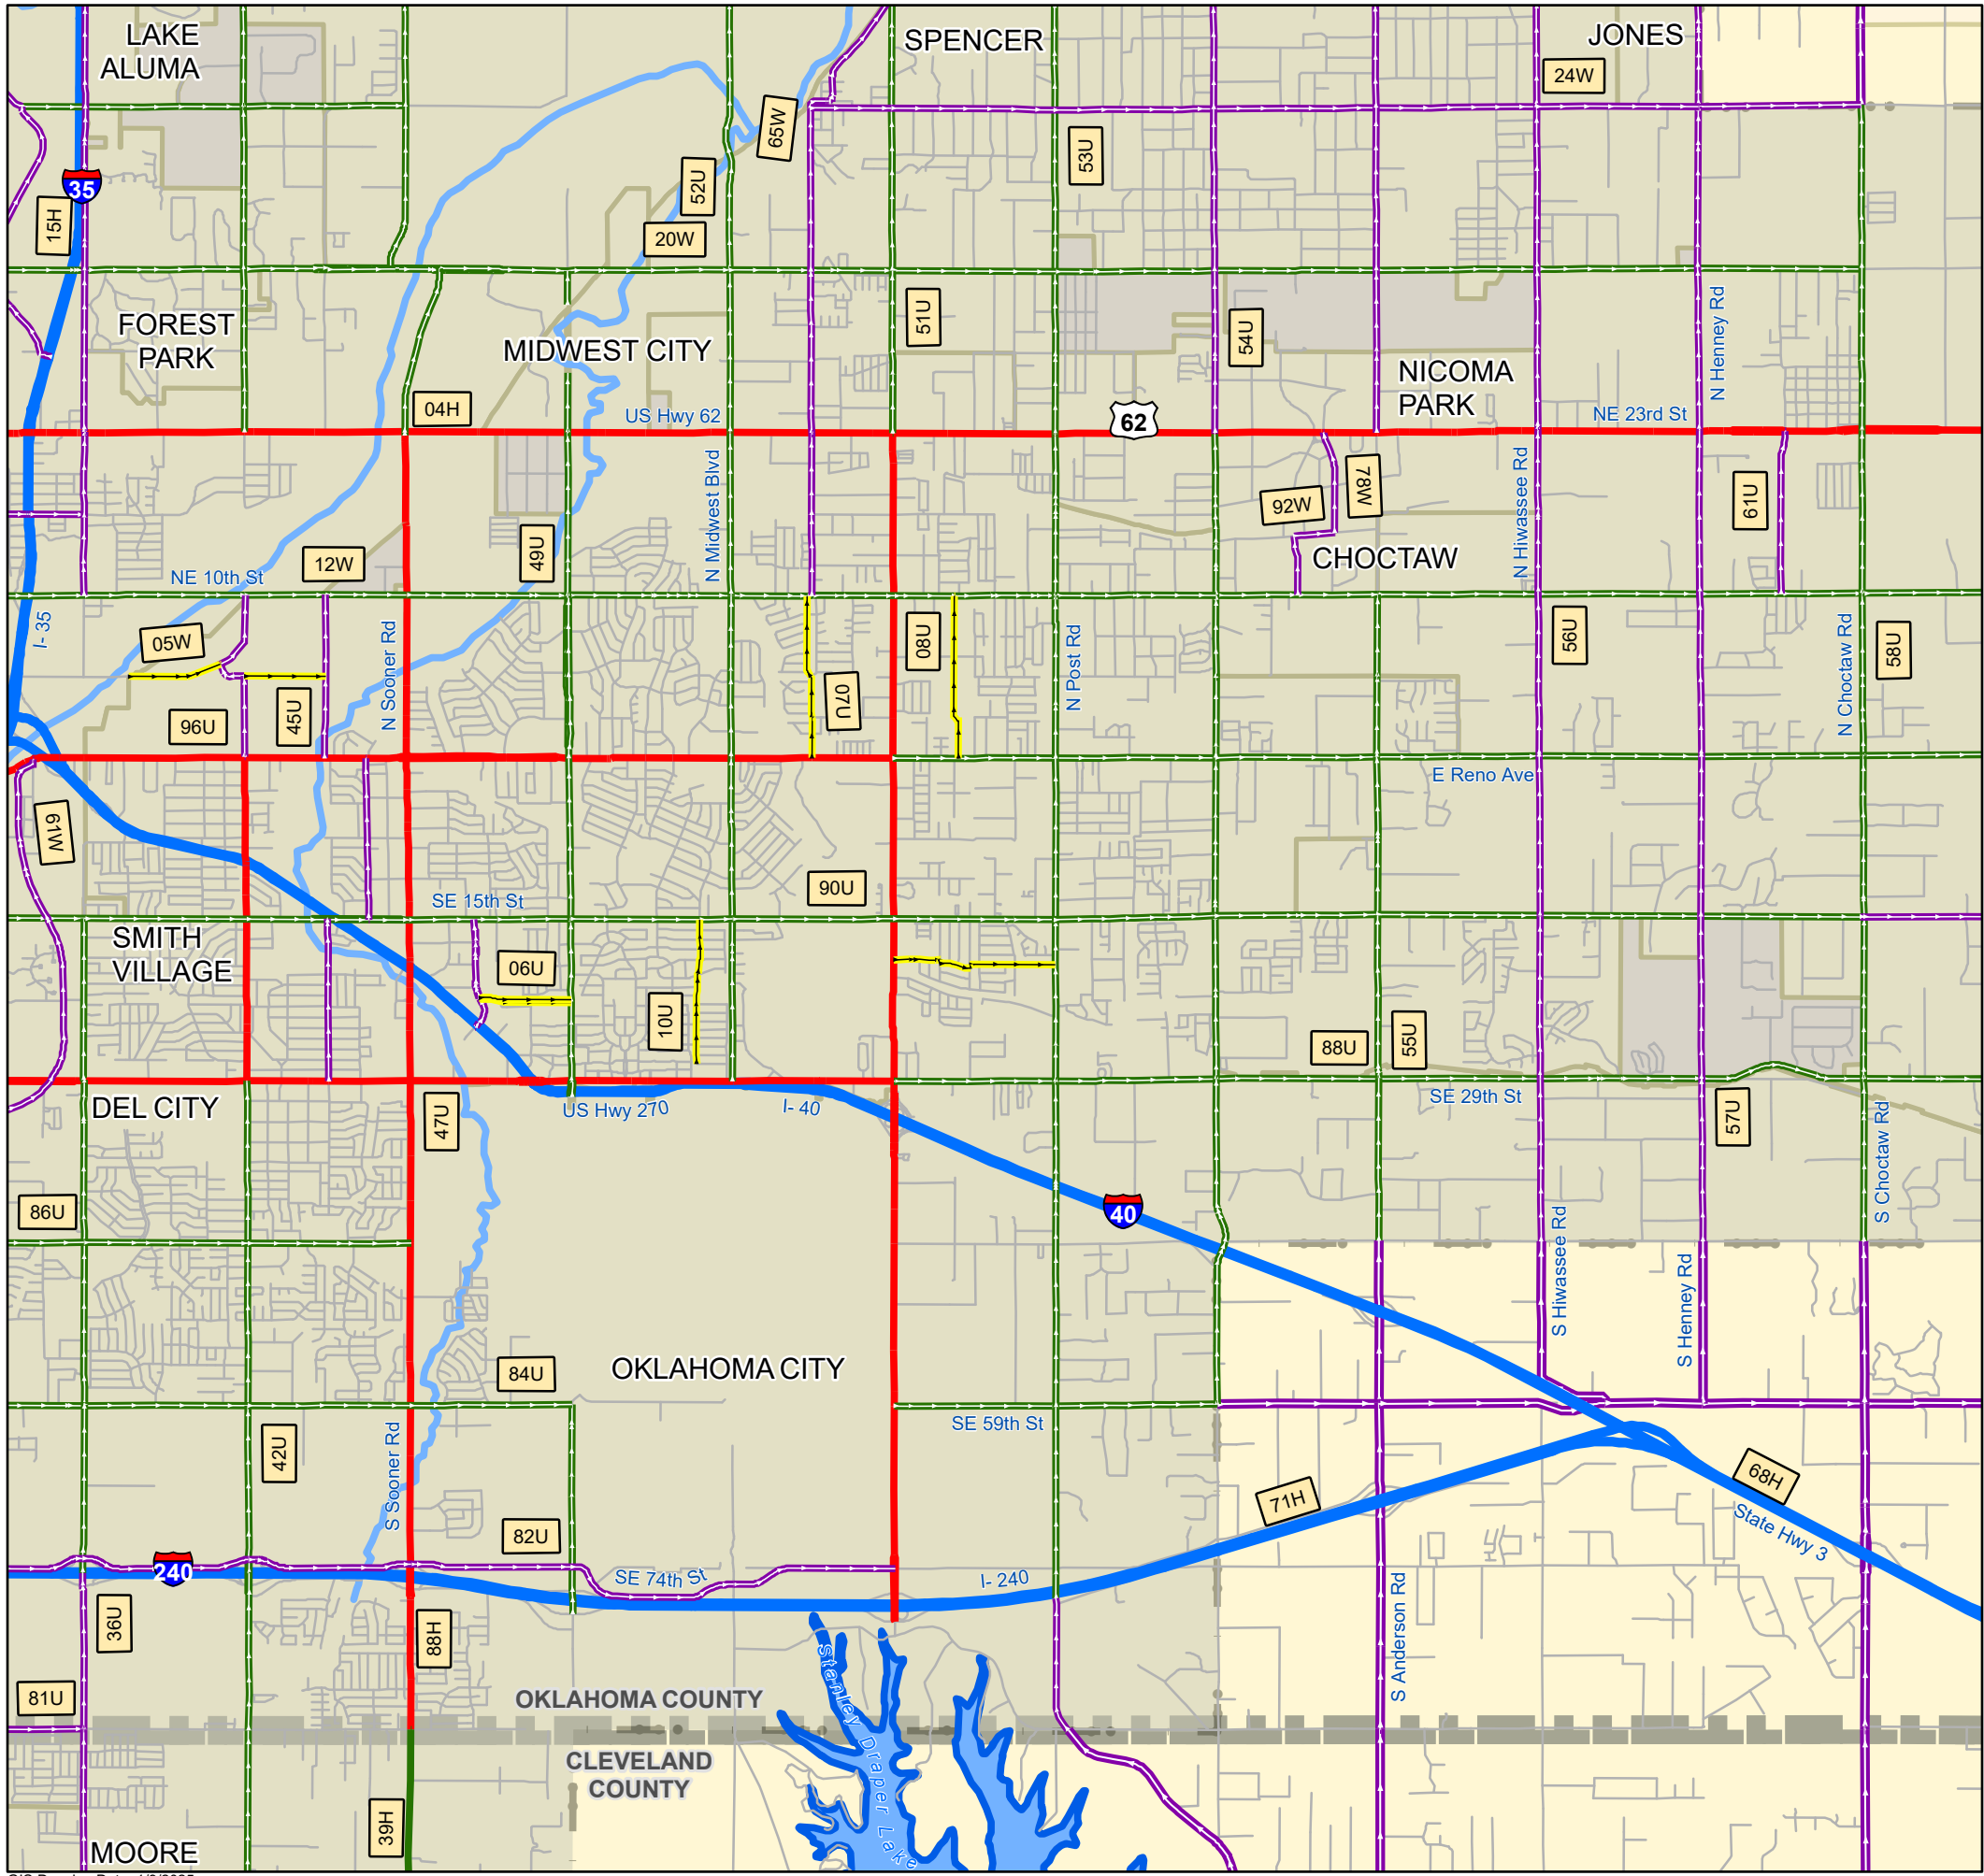 LAKE
ALUMA
SPENCER
JONES
24W
65W
53U
52U
35
15H
20W
FOREST
PARK
MIDWEST CITY
51U
54U
N Henney Rd
NICOMA
PARK
04H
US Hwy 62
62
NE 23rd St
N Midwest Blvd
N Hiwassee Rd
78W
92W
61U
49U
12W
CHOCTAW
NE 10th St
I- 35
05W
N Sooner Rd
08U
N Post Rd
56U
N Choctaw Rd
58U
07U
45U
96U
E Reno Ave
61W
90U
SE 15th St
SMITH
VILLAGE
06U
10U
88U
55U
DEL CITY
47U
US Hwy 270
I- 40
SE 29th St
57U
S Choctaw Rd
86U
40
S Hiwassee Rd
S Henney Rd
84U
OKLAHOMA CITY
SE 59th St
42U
S Sooner Rd
71H
68H
State Hwy 3
82U
240
SE 74th St
I- 240
36U
88H
S Anderson Rd
81U
OKLAHOMA COUNTY
Stanley Draper Lake
CLEVELAND
COUNTY
39H
MOORE